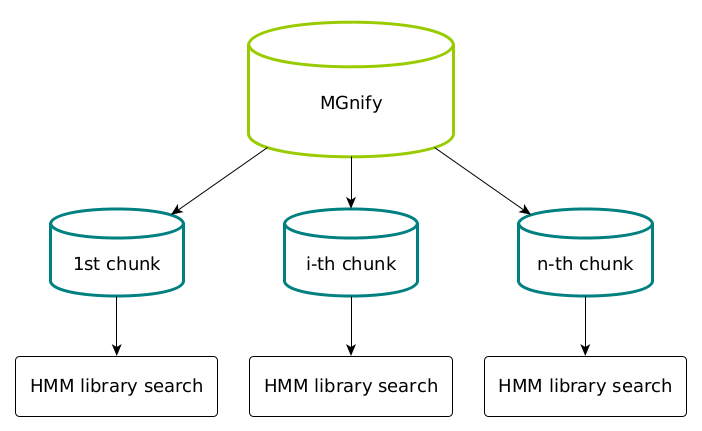 MGnify
1st chunk
i-th chunk
n-th chunk
HMM library search
HMM library search
HMM library search